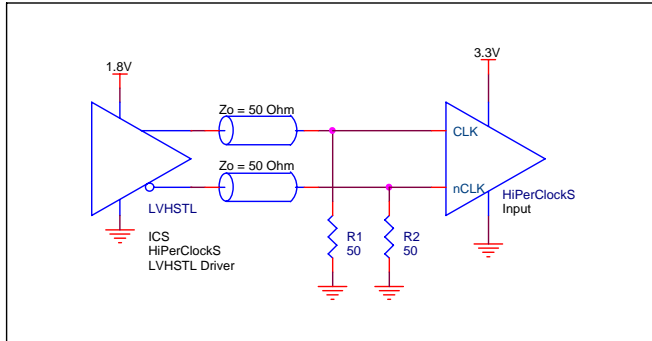 1.8V
3.3V
Zo = 50 Ohm
CLK
Zo = 50 Ohm
nCLK
HiPerClockS
Input
LVHSTL
ICS
HiPerClockS
LVHSTL Driver
R1
50
R2
50